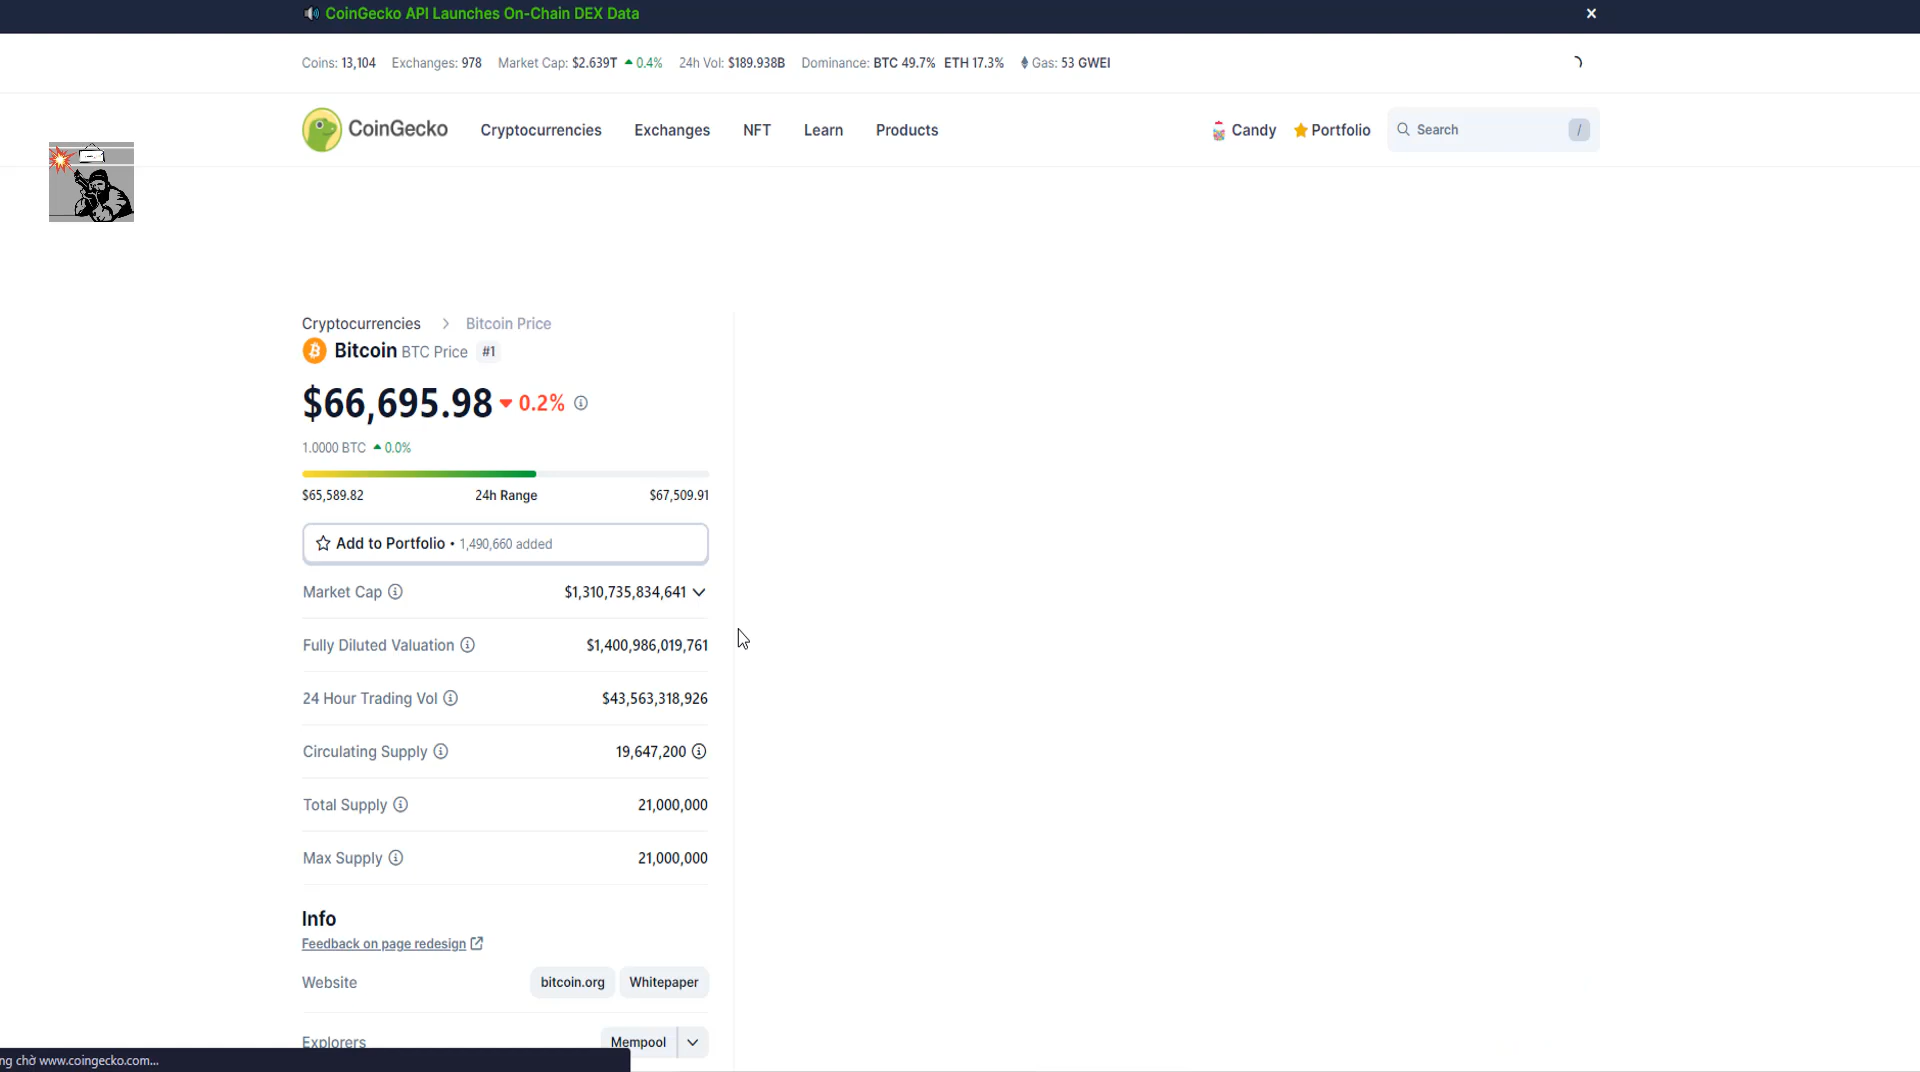 CoinGecko API Launches On-Chain DEX Data
Coins: 13,104 Exchanges: 978 Market Cap: $2.639T 0.4% 24h Vol: $189.938B Dominance: BTC 49.7% ETH 17.3% Gas: 53 GWEI
CoinGecko Cryptocurrencies Exchanges NFT Learn Products Candy Portfolio Search /
Cryptocurrencies > Bitcoin Price
Bitcoin BTC Price #1
$66,695.98 0.2%
1.0000 BTC 0.0%
$65,589.82 24h Range $67,509.91
Add to Portfolio • 1,490,660 added
Market Cap $1,310,735,834,641
Fully Diluted Valuation $1,400,986,019,761
24 Hour Trading Vol $43,563,318,926
Circulating Supply 19,647,200
Total Supply 21,000,000
Max Supply 21,000,000
Info
Feedback on page redesign
Website bitcoin.org Whitepaper
Explorers Mempool
ng chờ www.coingecko.com...